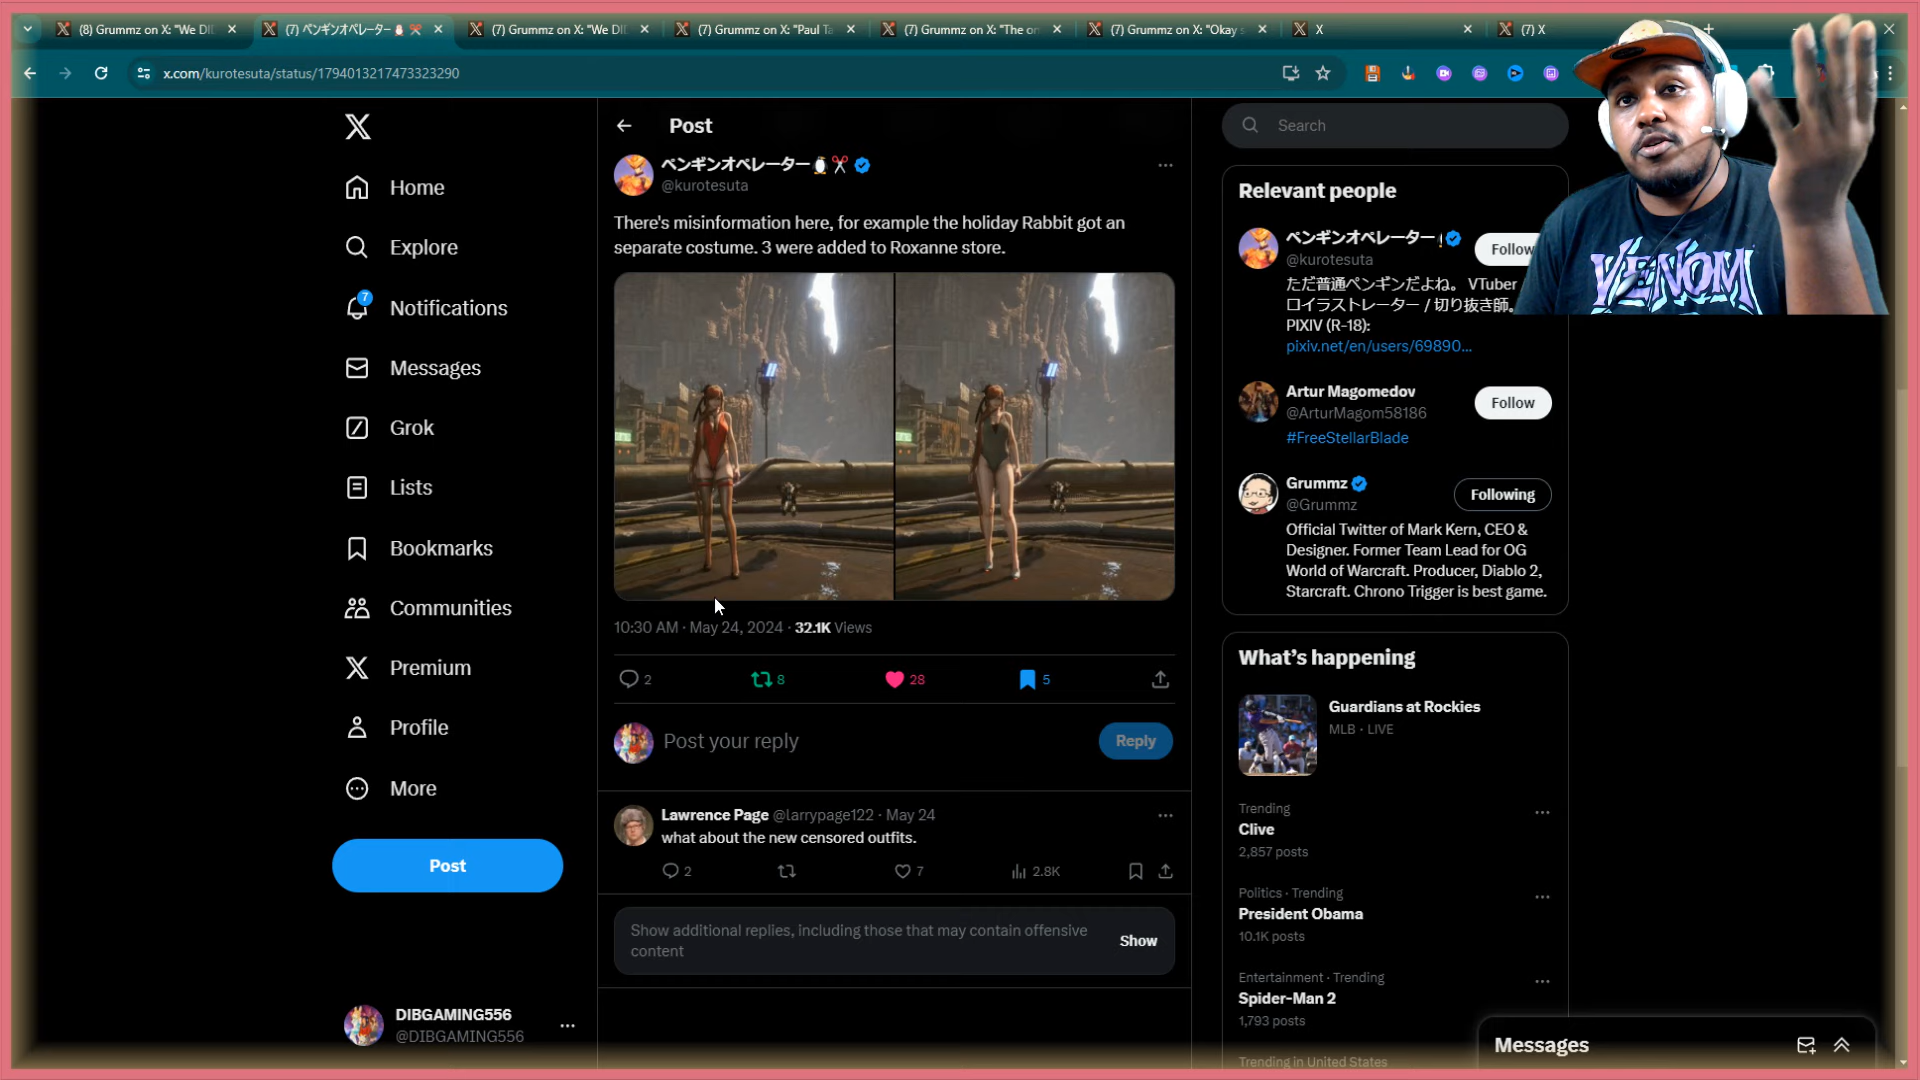 (8) Grummz on X: "We DI
(7) ペンギンオペレーター🐧✂️
(7) Grummz on X: "We DI
(7) Grummz on X: "Paul Ta
(7) Grummz on X: "The on
(7) Grummz on X: "Okay s
X
(7) X
x.com/kurotesuta/status/1794013217473323290
Home
Explore
7
Notifications
Messages
Grok
Lists
Bookmarks
Communities
Premium
Profile
More
Post
DIBGAMING556
@DIBGAMING556
Post
ペンギンオペレーター🐧✂️
@kurotesuta
There's misinformation here, for example the holiday Rabbit got an
separate costume. 3 were added to Roxanne store.
10:30 AM · May 24, 2024 · 32.1K Views
2
8
28
5
Post your reply
Reply
Lawrence Page @larrypage122 · May 24
what about the new censored outfits.
2
7
2.8K
Show additional replies, including those that may contain offensive
content
Show
Search
Relevant people
ペンギンオペレーター
@kurotesuta
Follow
ただ普通ペンギンだよね。 VTuber
ロイラストレーター / 切り抜き師。
PIXIV (R-18):
pixiv.net/en/users/69890...
Artur Magomedov
@ArturMagom58186
Follow
#FreeStellarBlade
Grummz
@Grummz
Following
Official Twitter of Mark Kern, CEO &
Designer. Former Team Lead for OG
World of Warcraft. Producer, Diablo 2,
Starcraft. Chrono Trigger is best game.
What's happening
Guardians at Rockies
MLB · LIVE
Trending
Clive
2,857 posts
Politics · Trending
President Obama
10.1K posts
Entertainment · Trending
Spider-Man 2
1,793 posts
Trending in United States
Messages
VENOM